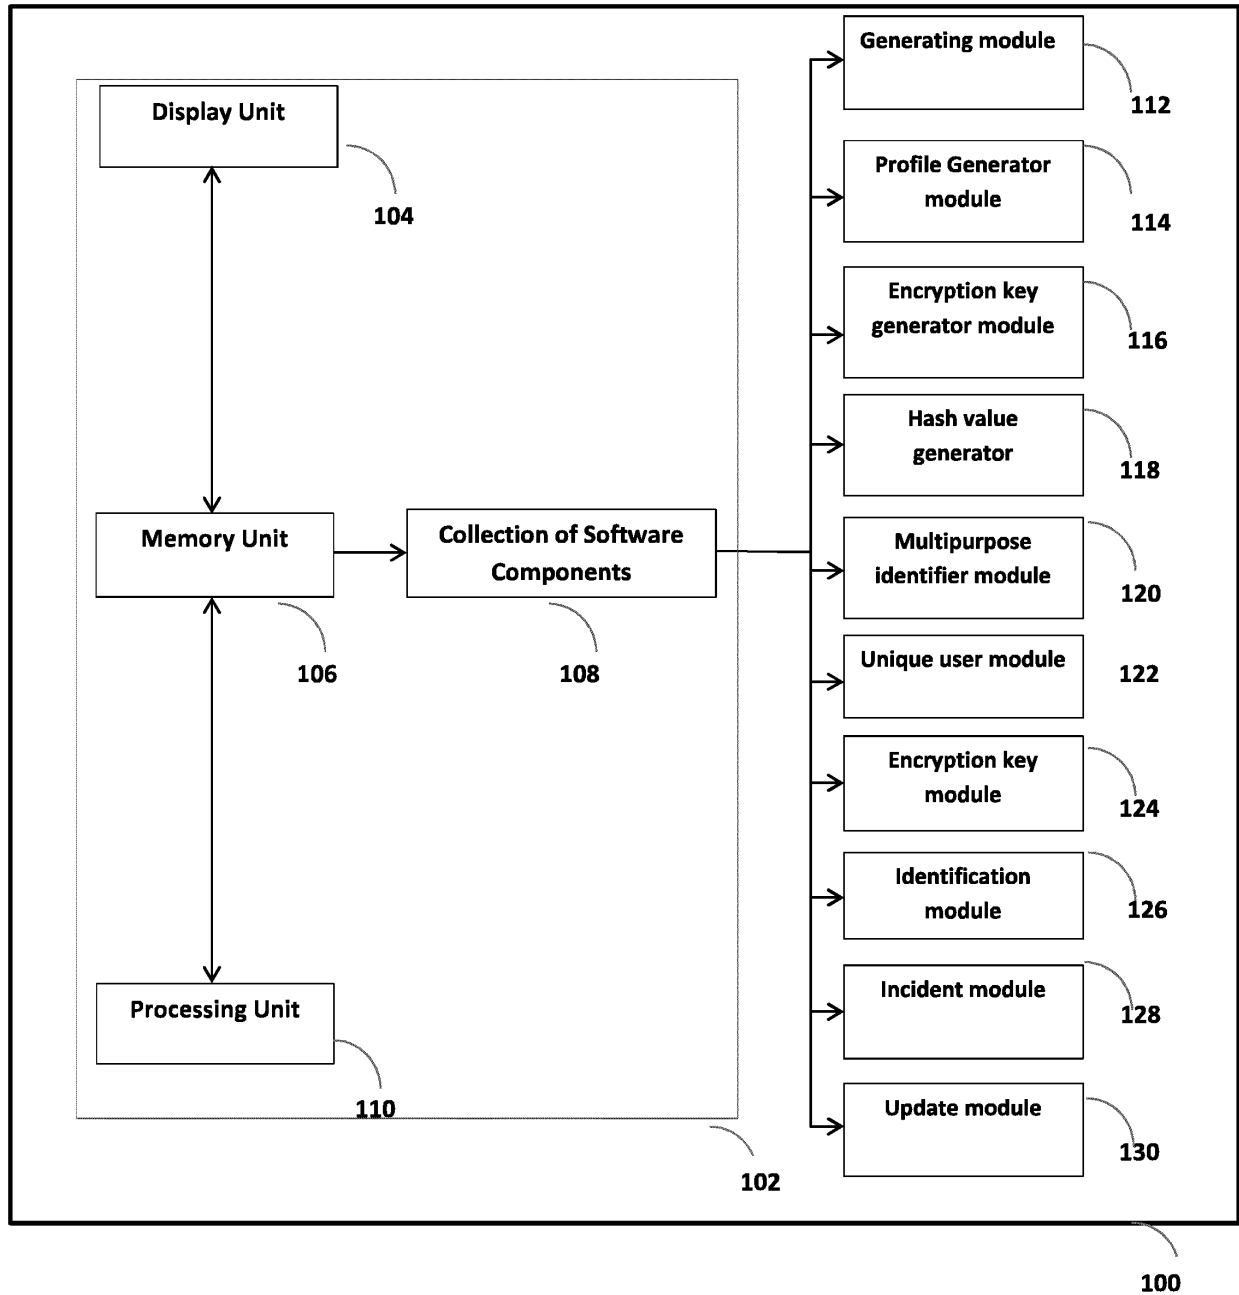 Display Unit
104
Memory Unit
106
Collection of Software
Components
108
Processing Unit
110
102
Generating module
112
Profile Generator
module
114
Encryption key
generator module
116
Hash value
generator
118
Multipurpose
identifier module
120
Unique user module
122
Encryption key
module
124
Identification
module
126
Incident module
128
Update module
130
100